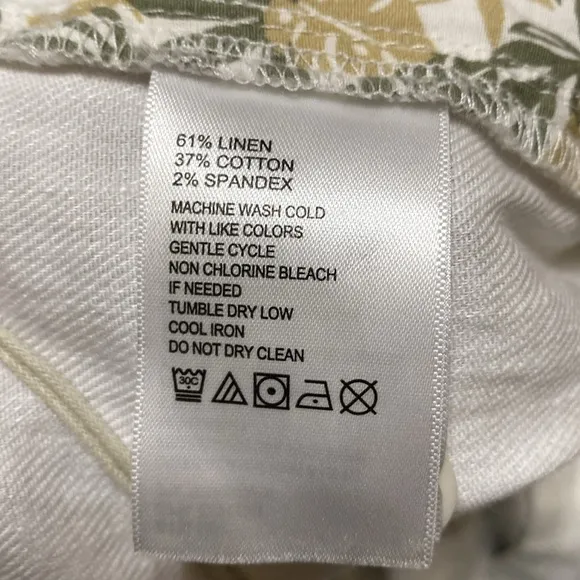 61% LINEN
37% COTTON
2% SPANDEX
MACHINE WASH COLD
WITH LIKE COLORS
GENTLE CYCLE
NON CHLORINE BLEACH
IF NEEDED
TUMBLE DRY LOW
COOL IRON
DO NOT DRY CLEAN
30C